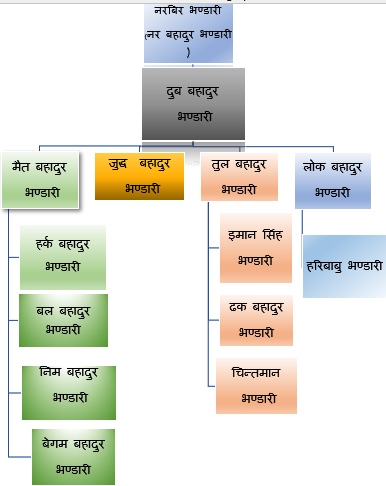 नरबिर भण्डारी
(नर बहादुर भण्डारी
)
दुब बहादुर
भण्डारी
मैत बहादुर
भण्डारी
जुद्ध बहादुर
भण्डारी
तुल बहादुर
भण्डारी
लोक बहादुर
भण्डारी
हर्क बहादुर
भण्डारी
बल बहादुर
भण्डारी
निम बहादुर
भण्डारी
बेगम बहादुर
भण्डारी
इमान सिंह
भण्डारी
ढक बहादुर
भण्डारी
चिन्तमान
भण्डारी
हरिबाबु भण्डारी